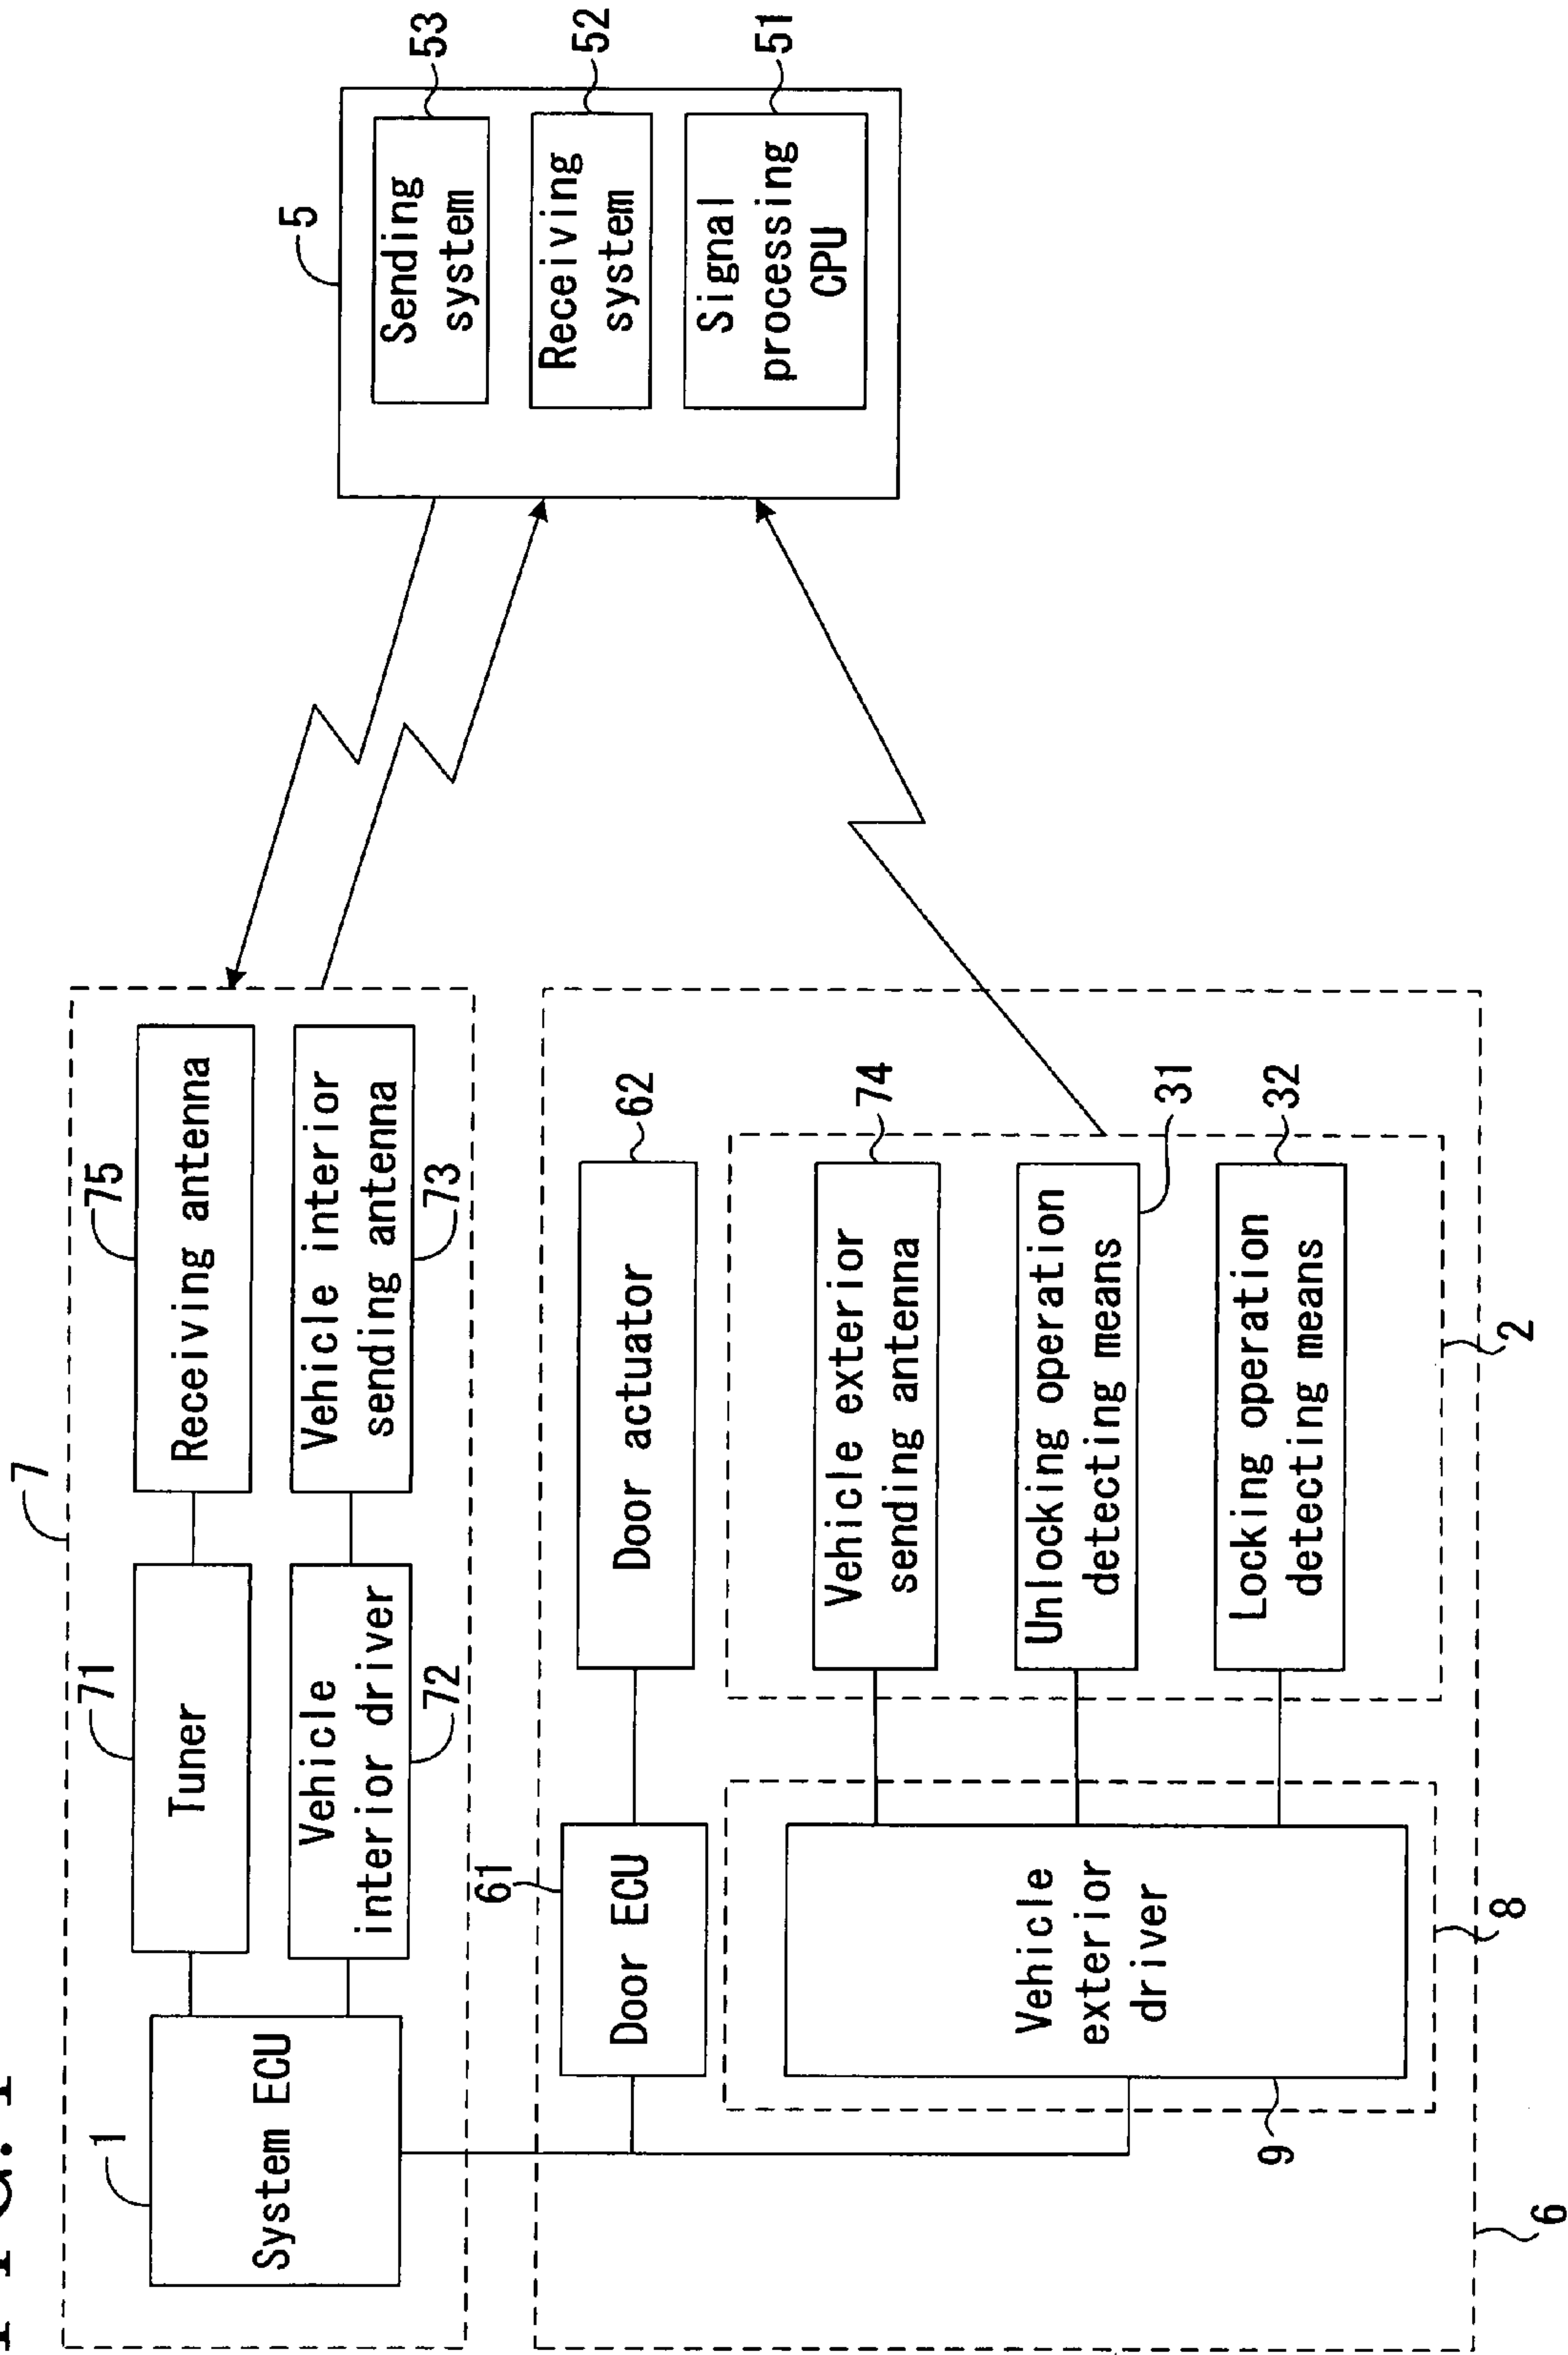 FIG. 1
7
1
System ECU
71
Tuner
75
Receiving antenna
Vehicle
interior driver
72
Vehicle interior
sending antenna
73
61
Door ECU
Door actuator
62
Vehicle
exterior
driver
9
8
Vehicle exterior
sending antenna
74
Unlocking operation
detecting means
31
Locking operation
detecting means
32
2
6
5
Sending
system
53
Receiving
system
52
Signal
processing
CPU
51